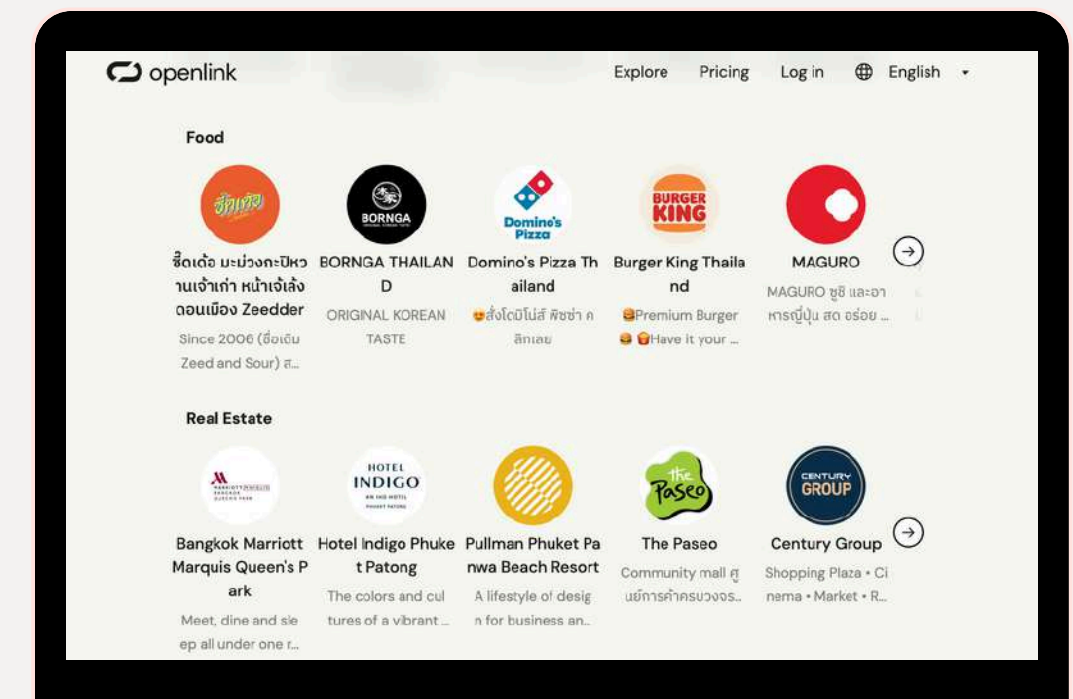 openlink
Explore Pricing Log in English
Food
ซี๊ดเด้อ
BORNGA
Domino's
Pizza
BURGER
KING
ซี๊ดเด้อ มะม่วงกะปิหว
านเจ้าเก่า หน้าเจ้เล้ง
ดอนเมือง Zeedder
Since 2006 (ชื่อเดิม
Zeed and Sour) ส...
BORNGA THAILAN
D
ORIGINAL KOREAN
TASTE
Domino's Pizza Th
ailand
😍สั่งโดมิโน่ส์ พิซซ่า ค
ลิกเลย
Burger King Thaila
nd
🍔Premium Burger
🍔 🍟Have it your ...
MAGURO
MAGURO ซูชิ และอา
หารญี่ปุ่น สด อร่อย ...
Real Estate
MARRIOTT MARQUIS
BANGKOK
QUEEN'S PARK
HOTEL
INDIGO
AN IHG HOTEL
PHUKET PATONG
the
Paseo
CENTURY
GROUP
Bangkok Marriott
Marquis Queen's P
ark
Meet, dine and sle
ep all under one r...
Hotel Indigo Phuke
t Patong
The colors and cul
tures of a vibrant ...
Pullman Phuket Pa
nwa Beach Resort
A lifestyle of desig
n for business an...
The Paseo
Community mall ศู
นย์การค้าครบวงจร...
Century Group
Shopping Plaza • Ci
nema • Market • R...